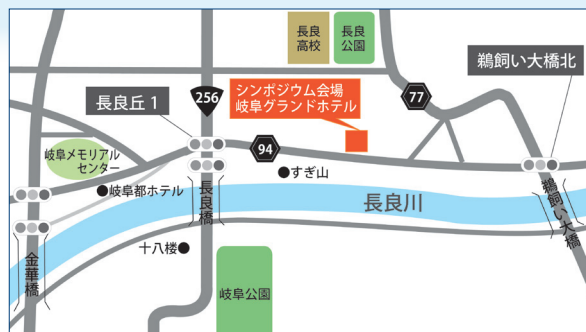 長良
高校
長良
公園
鵜飼い大橋北
256
シンポジウム会場
岐阜グランドホテル
77
長良丘1
94
岐阜メモリアル
センター
すぎ山
岐阜都ホテル
長良橋
長良川
鵜飼い大橋
十八楼
金華橋
岐阜公園